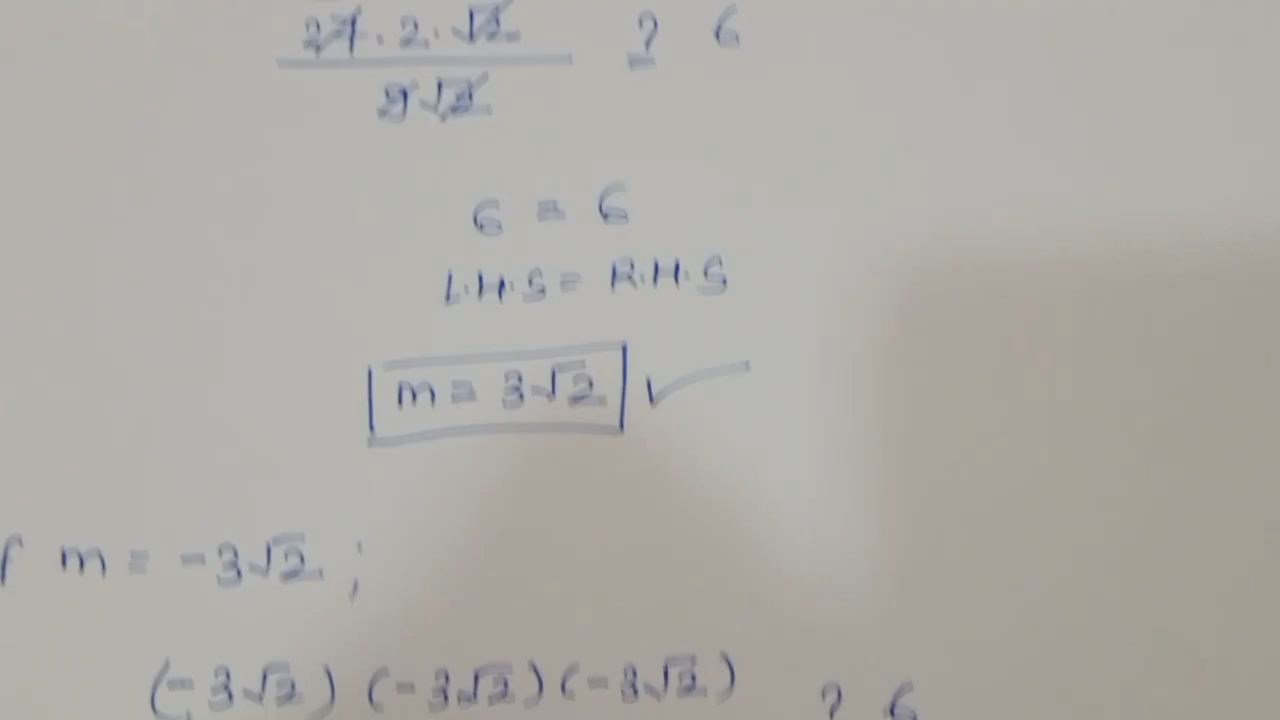 27 . 2 . √2 ? 6
9√2
6 = 6
L.H.S = R.H.S
m = 3√2 ✓
f m = -3√2 ;
(-3√2) (-3√2) (-3√2) ? 6